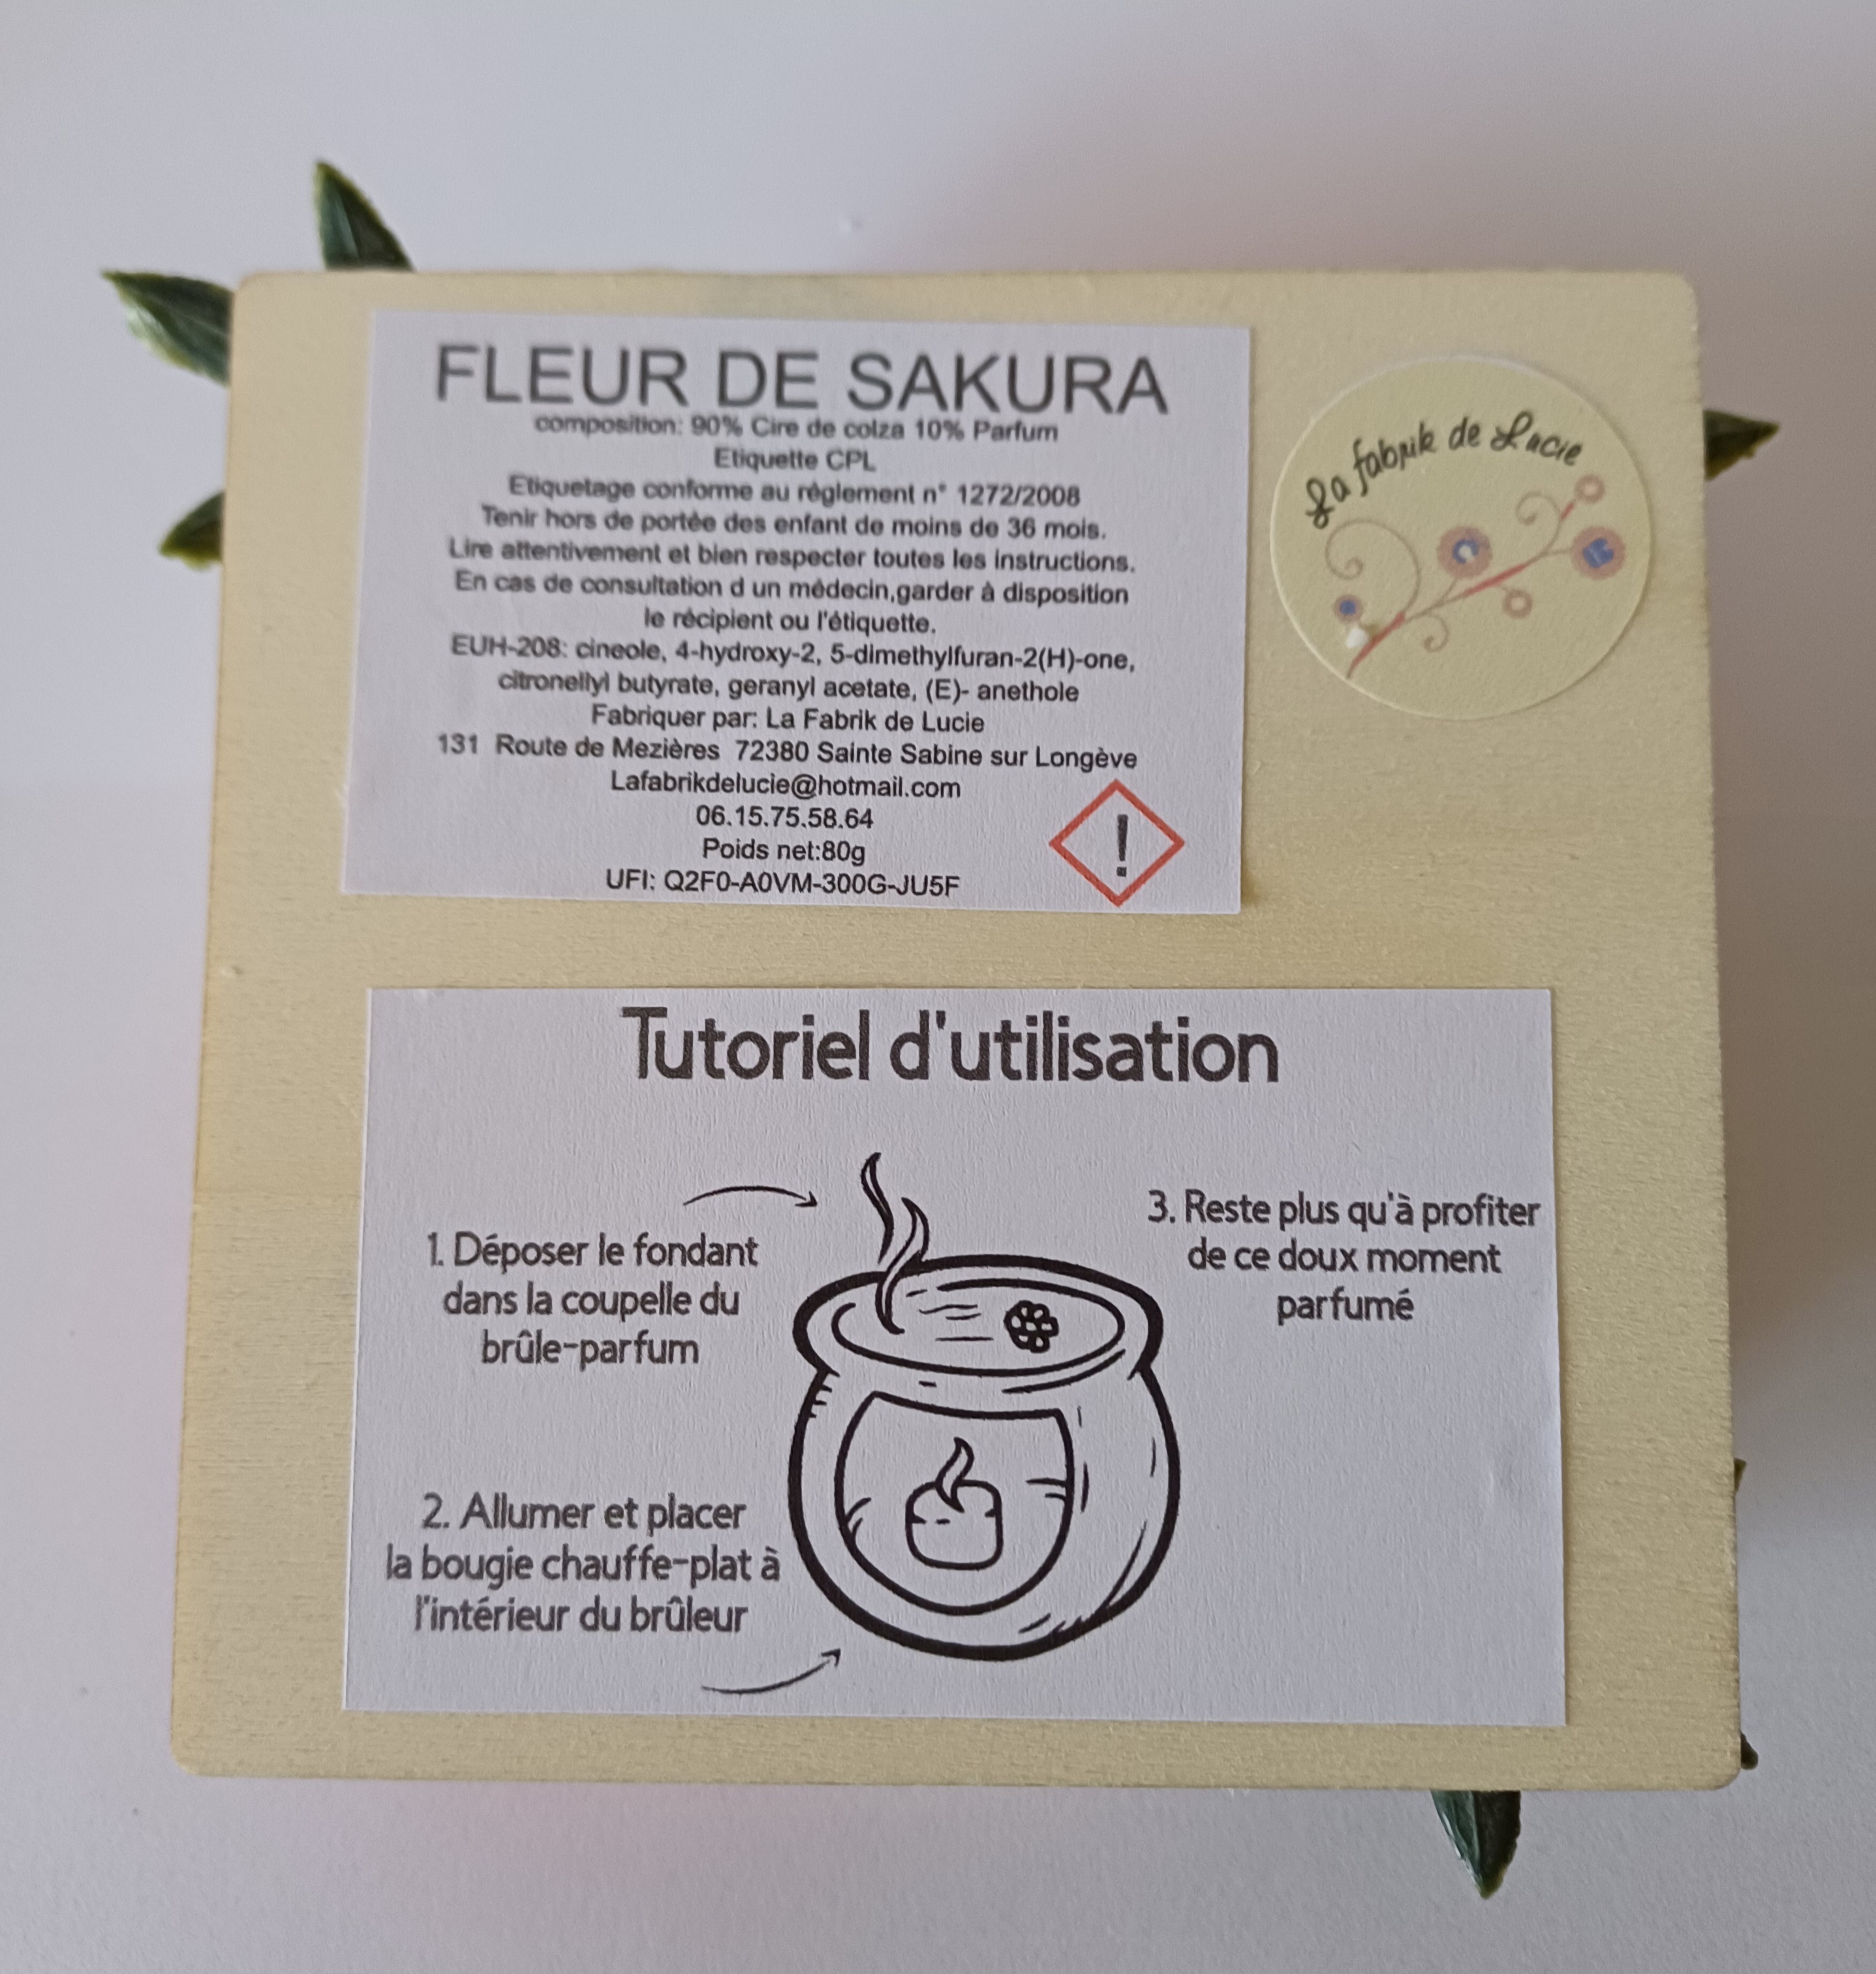 FLEUR DE SAKURA
composition: 90% Cire de colza 10% Parfum
Etiquette CPL
Etiquetage conforme au réglement n° 1272/2008
Tenir hors de portée des enfant de moins de 36 mois.
Lire attentivement et bien respecter toutes les instructions.
En cas de consultation d un médecin,garder à disposition
le récipient ou l'étiquette.
EUH-208: cineole, 4-hydroxy-2, 5-dimethylfuran-2(H)-one,
citronellyl butyrate, geranyl acetate, (E)- anethole
Fabriquer par: La Fabrik de Lucie
131 Route de Mezières 72380 Sainte Sabine sur Longève
Lafabrikdelucie@hotmail.com
06.15.75.58.64
Poids net:80g
UFI: Q2F0-A0VM-300G-JU5F
!
La fabrik de Lucie
Tutoriel d'utilisation
1. Déposer le fondant
dans la coupelle du
brûle-parfum
2. Allumer et placer
la bougie chauffe-plat à
l'intérieur du brûleur
3. Reste plus qu'à profiter
de ce doux moment
parfumé